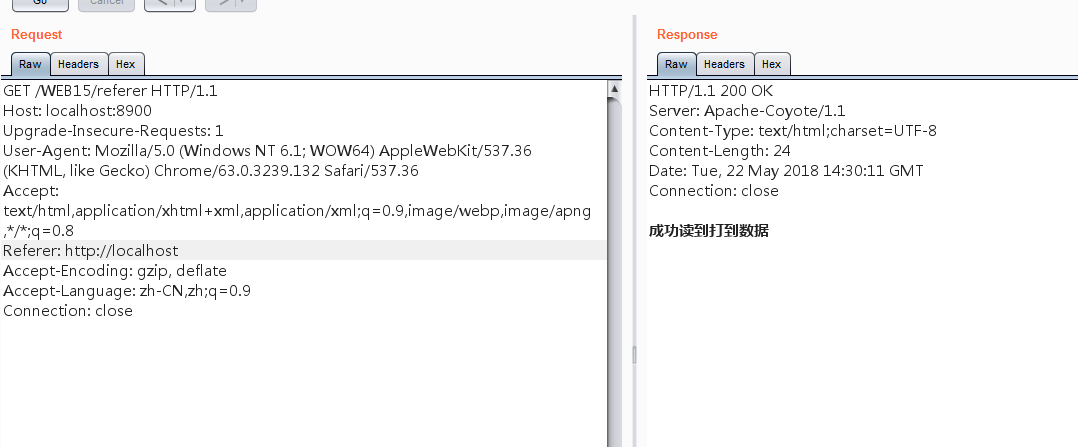 Go
Cancel
<
>
Request
Raw
Headers
Hex
GET /WEB15/referer HTTP/1.1
Host: localhost:8900
Upgrade-Insecure-Requests: 1
User-Agent: Mozilla/5.0 (Windows NT 6.1; WOW64) AppleWebKit/537.36
(KHTML, like Gecko) Chrome/63.0.3239.132 Safari/537.36
Accept:
text/html,application/xhtml+xml,application/xml;q=0.9,image/webp,image/apng
,*/*;q=0.8
Referer: http://localhost
Accept-Encoding: gzip, deflate
Accept-Language: zh-CN,zh;q=0.9
Connection: close
Response
Raw
Headers
Hex
HTTP/1.1 200 OK
Server: Apache-Coyote/1.1
Content-Type: text/html;charset=UTF-8
Content-Length: 24
Date: Tue, 22 May 2018 14:30:11 GMT
Connection: close
成功读到打到数据